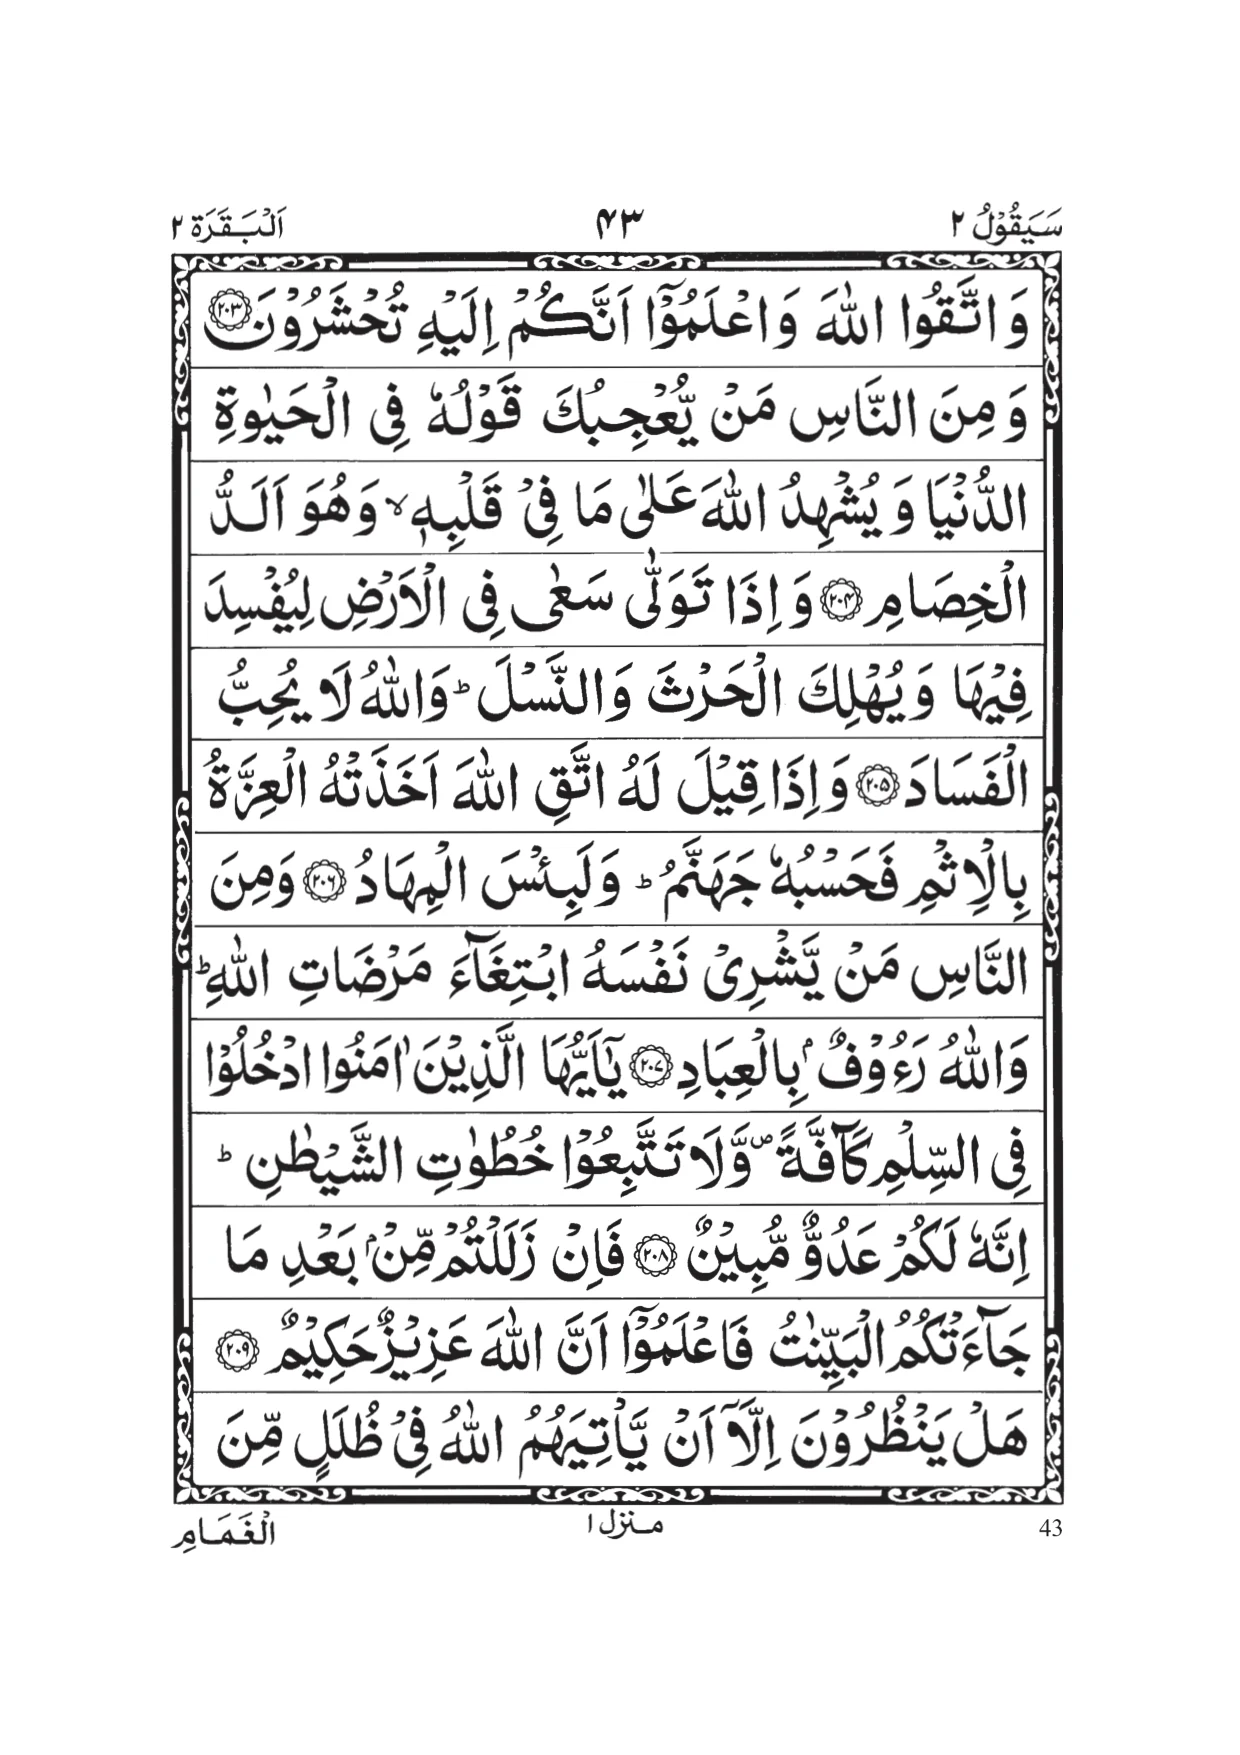 سَيَقُوْلُ ٢
٤٣
اَلْبَقَرَة ٢
وَ اتَّقُوا اللّٰهَ وَ اعْلَمُوْۤا اَنَّكُمْ اِلَيْهِ تُحْشَرُوْنَ ﴿٢٠٣﴾
وَ مِنَ النَّاسِ مَنْ يُّعْجِبُكَ قَوْلُهٗ فِي الْحَيٰوةِ
الدُّنْيَا وَ يُشْهِدُ اللّٰهَ عَلٰى مَا فِيْ قَلْبِهٖ ۙ وَ هُوَ اَلَدُّ
الْخِصَامِ ﴿٢٠٤﴾ وَ اِذَا تَوَلّٰى سَعٰى فِي الْاَرْضِ لِيُفْسِدَ
فِيْهَا وَ يُهْلِكَ الْحَرْثَ وَ النَّسْلَ ؕ وَ اللّٰهُ لَا يُحِبُّ
الْفَسَادَ ﴿٢٠٥﴾ وَ اِذَا قِيْلَ لَهُ اتَّقِ اللّٰهَ اَخَذَتْهُ الْعِزَّةُ
بِالْاِثْمِ فَحَسْبُهٗ جَهَنَّمُ ؕ وَ لَبِئْسَ الْمِهَادُ ﴿٢٠٦﴾ وَ مِنَ
النَّاسِ مَنْ يَّشْرِيْ نَفْسَهُ ابْتِغَآءَ مَرْضَاتِ اللّٰهِ ؕ
وَ اللّٰهُ رَءُوْفٌۢ بِالْعِبَادِ ﴿٢٠٧﴾ يٰۤاَيُّهَا الَّذِيْنَ اٰمَنُوا ادْخُلُوْا
فِي السِّلْمِ كَآفَّةً ۪ وَّ لَا تَتَّبِعُوْا خُطُوٰتِ الشَّيْطٰنِ ؕ
اِنَّهٗ لَكُمْ عَدُوٌّ مُّبِيْنٌ ﴿٢٠٨﴾ فَاِنْ زَلَلْتُمْ مِّنْۢ بَعْدِ مَا
جَآءَتْكُمُ الْبَيِّنٰتُ فَاعْلَمُوْۤا اَنَّ اللّٰهَ عَزِيْزٌ حَكِيْمٌ ﴿٢٠٩﴾
هَلْ يَنْظُرُوْنَ اِلَّاۤ اَنْ يَّاْتِيَهُمُ اللّٰهُ فِيْ ظُلَلٍ مِّنَ
43
منزل ١
الْغَمَامِ